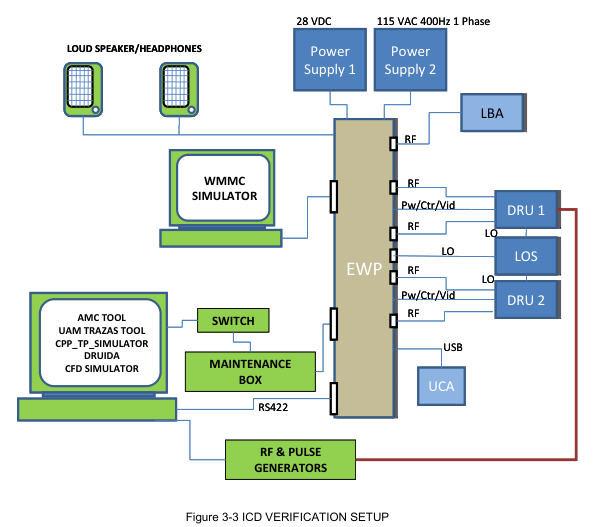 28 VDC
115 VAC 400Hz 1 Phase
LOUD SPEAKER/HEADPHONES
Power
Supply 1
Power
Supply 2
LBA
RF
WMMC
SIMULATOR
RF
Pw/Ctr/Vid
DRU 1
RF
LO
LO
LOS
EWP
RF
LO
Pw/Ctr/Vid
DRU 2
RF
AMC TOOL
UAM TRAZAS TOOL
CPP_TP_SIMULATOR
DRUIDA
CFD SIMULATOR
SWITCH
MAINTENANCE
BOX
USB
UCA
RS422
RF & PULSE
GENERATORS
Figure 3-3 ICD VERIFICATION SETUP